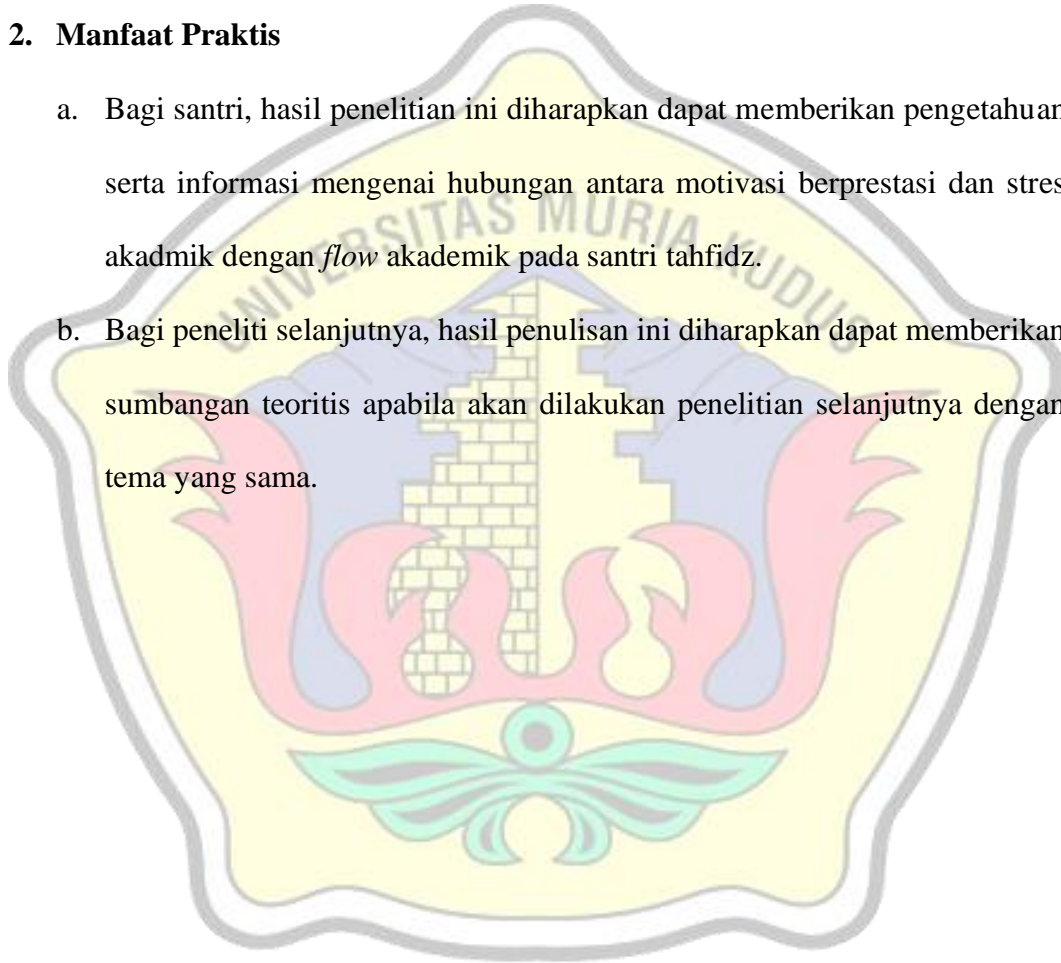 2. Manfaat Praktis
a. Bagi santri, hasil penelitian ini diharapkan dapat memberikan pengetahuan
serta informasi mengenai hubungan antara motivasi berprestasi dan stres
akadmik dengan flow akademik pada santri tahfidz.
UNIVERSITAS MURIA KUDUS
b. Bagi peneliti selanjutnya, hasil penulisan ini diharapkan dapat memberikan
sumbangan teoritis apabila akan dilakukan penelitian selanjutnya dengan
tema yang sama.